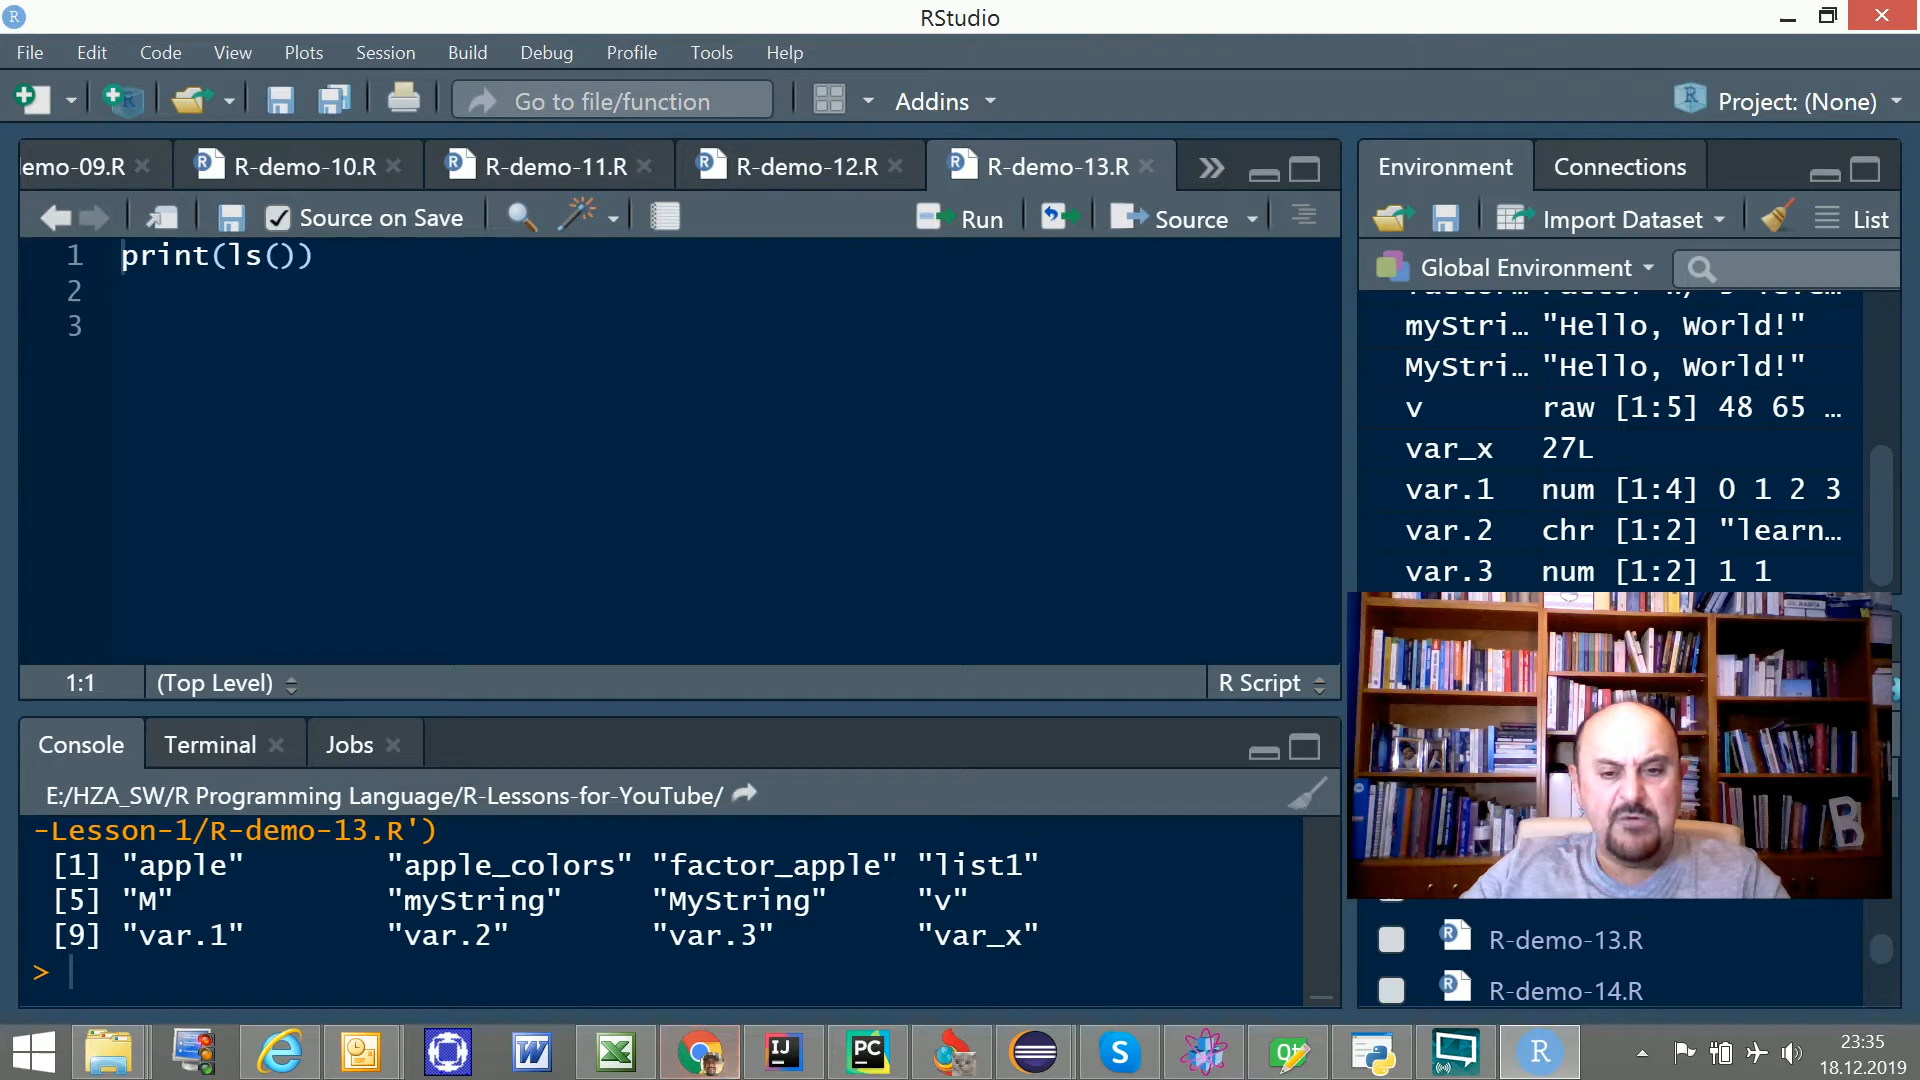 RStudio
File Edit Code View Plots Session Build Debug Profile Tools Help
Go to file/function Addins Project: (None)
emo-09.R R-demo-10.R R-demo-11.R R-demo-12.R R-demo-13.R
Source on Save Run Source
1 print(ls())
2
3
1:1 (Top Level) R Script
Console Terminal Jobs
E:/HZA_SW/R Programming Language/R-Lessons-for-YouTube/
-Lesson-1/R-demo-13.R')
[1] "apple" "apple_colors" "factor_apple" "list1"
[5] "M" "myString" "MyString" "v"
[9] "var.1" "var.2" "var.3" "var_x"
>
Environment Connections
Import Dataset List
Global Environment
myStri… "Hello, World!"
MyStri… "Hello, World!"
v raw [1:5] 48 65 …
var_x 27L
var.1 num [1:4] 0 1 2 3
var.2 chr [1:2] "learn…
var.3 num [1:2] 1 1
R-demo-13.R
R-demo-14.R
23:35
18.12.2019